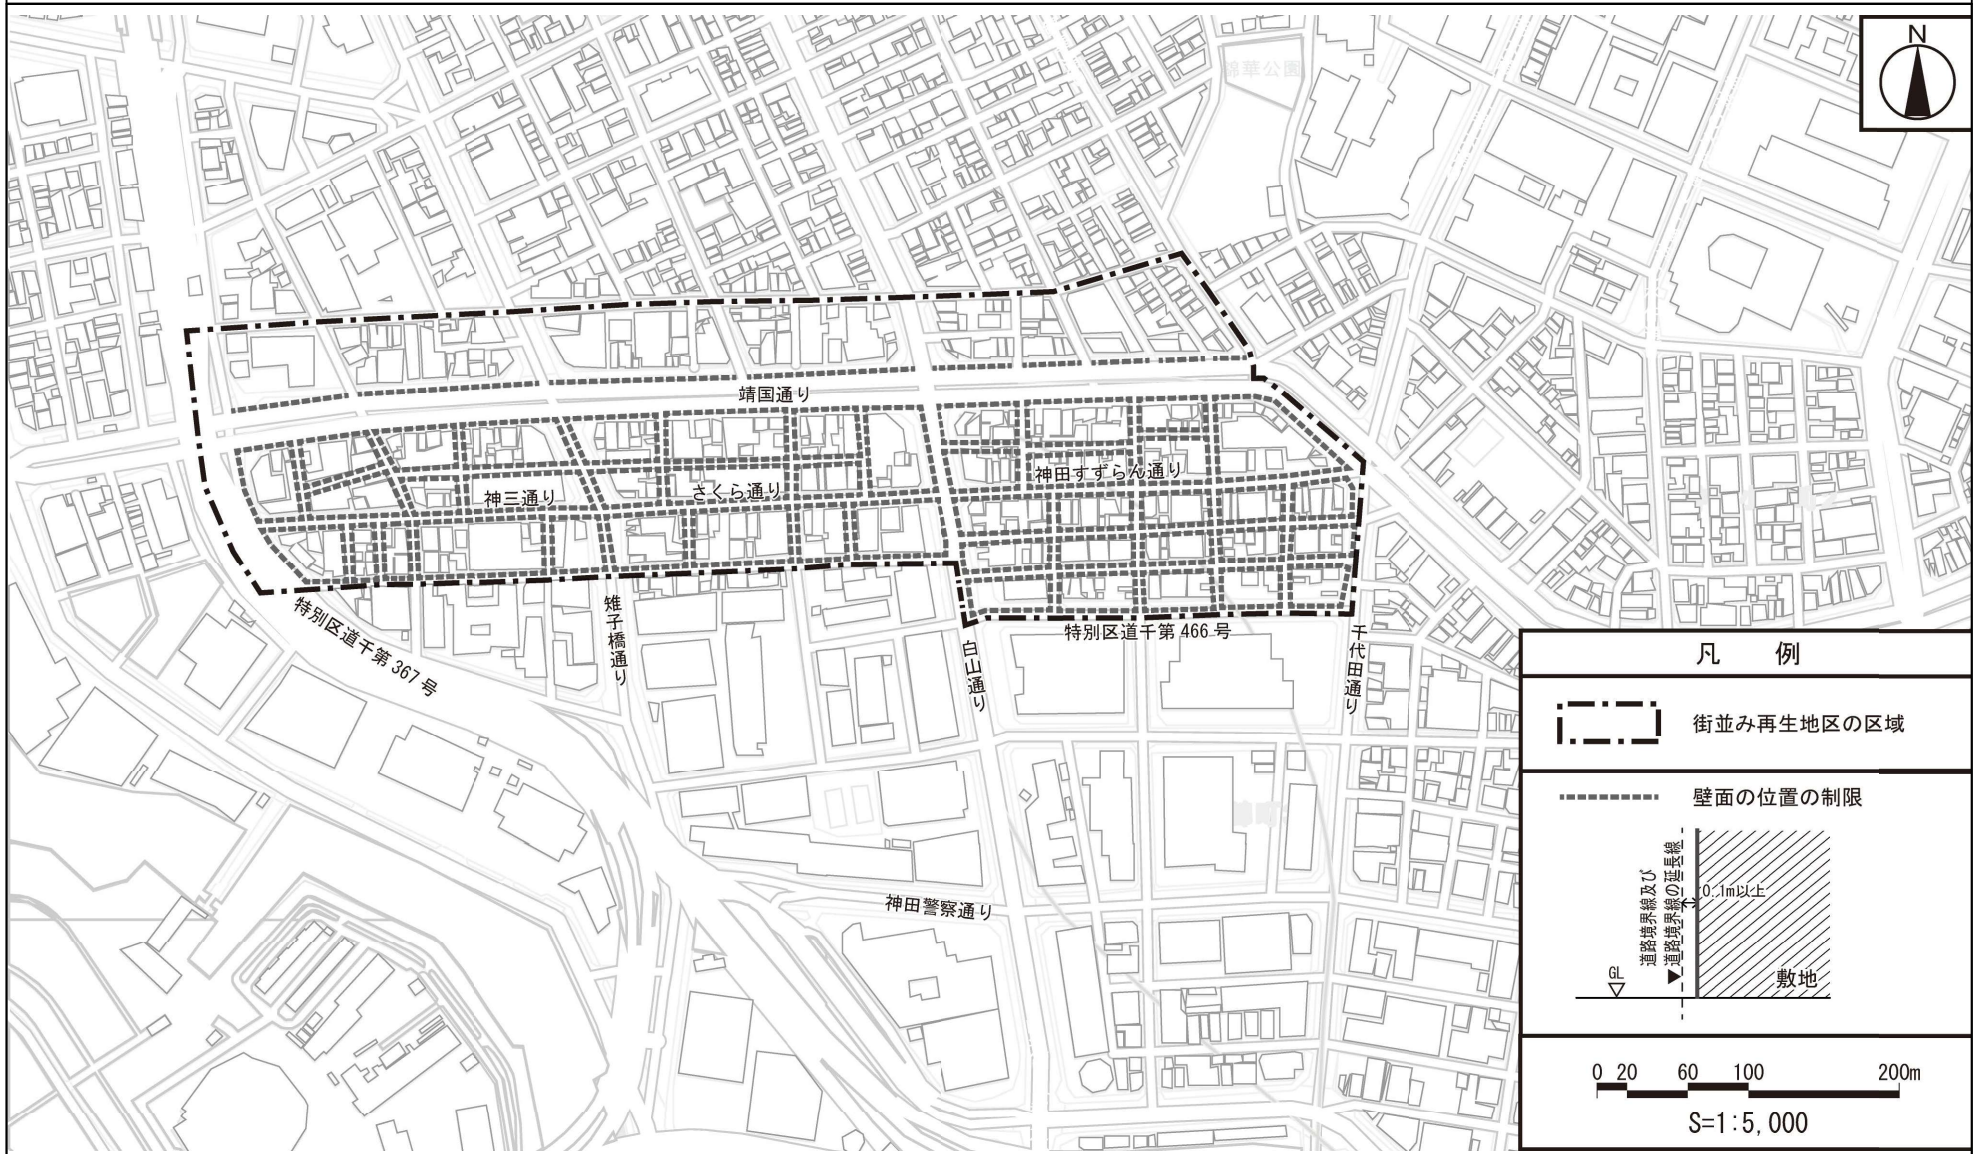 N
錦華公園
靖国通り
神田すずらん通り
さくら通り
神三通り
特別区道千第367号
雉子橋通り
白山通り
特別区道千第466号
千代田通り
神田警察通り
凡 例
街並み再生地区の区域
壁面の位置の制限
道路境界線及び
道路境界線の延長線
0.1m以上
GL
敷地
0 20 60 100 200m
S=1:5,000